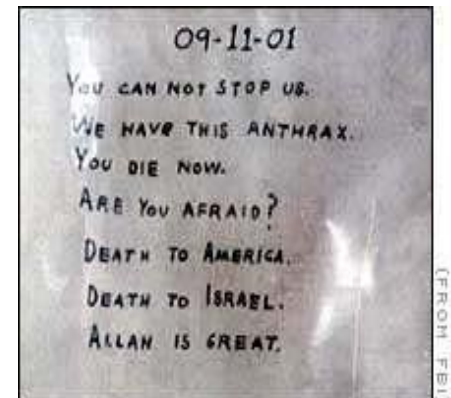 09-11-01
YOU CAN NOT STOP US.
WE HAVE THIS ANTHRAX.
YOU DIE NOW.
ARE YOU AFRAID?
DEATH TO AMERICA.
DEATH TO ISRAEL.
ALLAH IS GREAT.
(FROM FBI